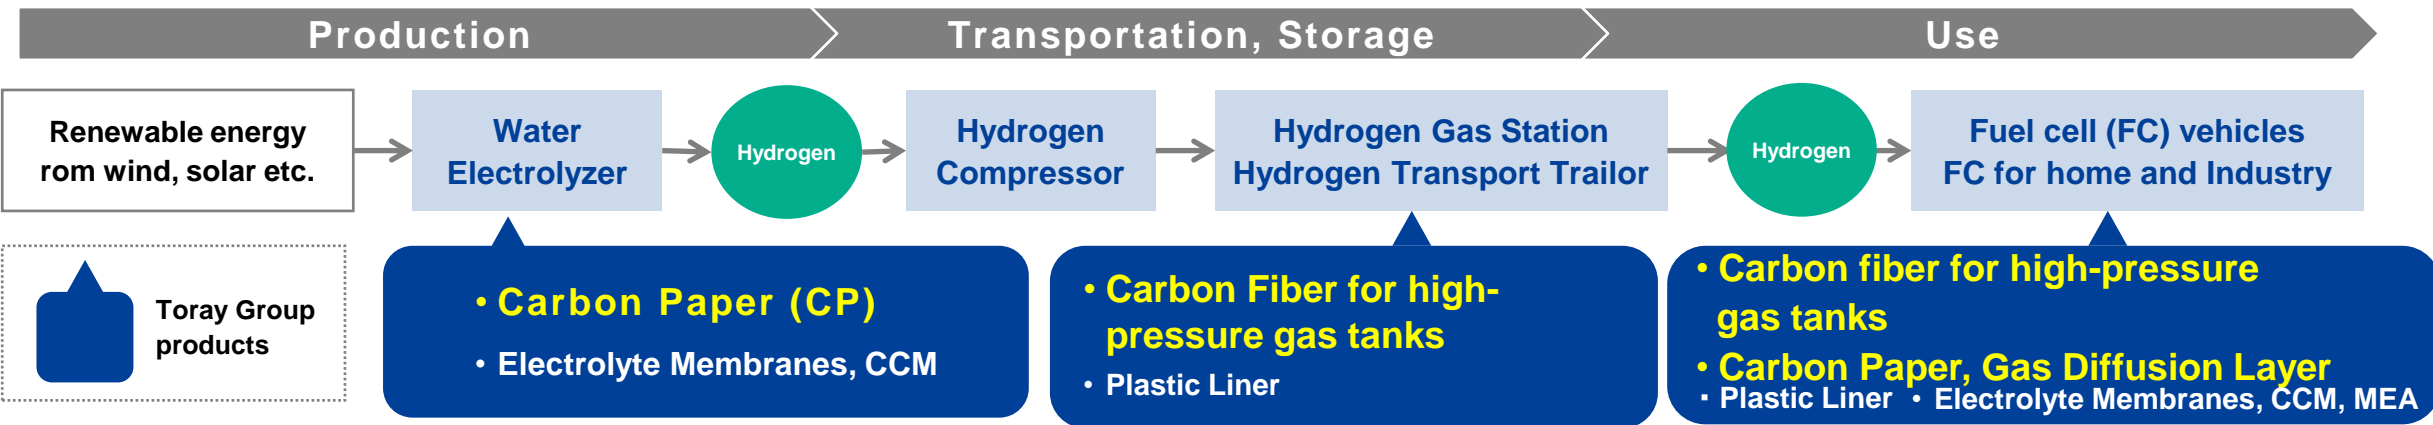 Production
Transportation, Storage
Use
Renewable energy
rom wind, solar etc.
Water
Electrolyzer
Hydrogen
Hydrogen
Compressor
Hydrogen Gas Station
Hydrogen Transport Trailor
Hydrogen
Fuel cell (FC) vehicles
FC for home and Industry
Toray Group
products
• Carbon Paper (CP)
• Electrolyte Membranes, CCM
• Carbon Fiber for high-
pressure gas tanks
• Plastic Liner
• Carbon fiber for high-pressure
gas tanks
• Carbon Paper, Gas Diffusion Layer
▪ Plastic Liner • Electrolyte Membranes, CCM, MEA